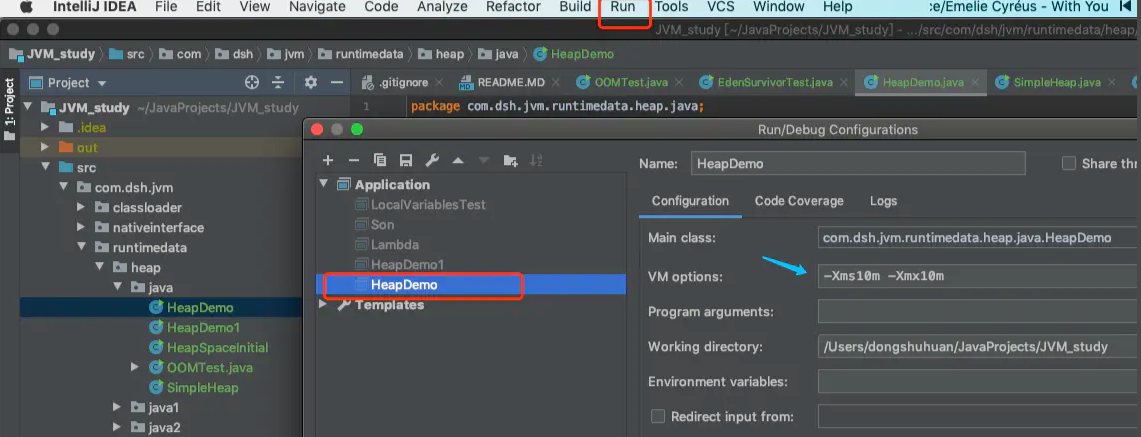 IntelliJ IDEA File Edit View Navigate Code Analyze Refactor Build Run Tools VCS Window Help ce/Emelie Cyréus - With You
JVM_study [~/JavaProjects/JVM_study] - .../src/com/dsh/jvm/runtimedata/heap/
JVM_study src com dsh jvm runtimedata heap java HeapDemo
1: Project
Project
.gitignore README.MD OOMTest.java EdenSurvivorTest.java HeapDemo.java SimpleHeap.java
JVM_study ~/JavaProjects/JVM_study
1 package com.dsh.jvm.runtimedata.heap.java;
.idea
out
src
com.dsh.jvm
classloader
nativeinterface
runtimedata
heap
java
HeapDemo
HeapDemo1
HeapSpaceInitial
OOMTest.java
SimpleHeap
java1
java2
Run/Debug Configurations
Application
LocalVariablesTest
Son
Lambda
HeapDemo1
HeapDemo
Templates
Name: HeapDemo Share thr
Configuration Code Coverage Logs
Main class: com.dsh.jvm.runtimedata.heap.java.HeapDemo
VM options: -Xms10m -Xmx10m
Program arguments:
Working directory: /Users/dongshuhuan/JavaProjects/JVM_study
Environment variables:
Redirect input from: